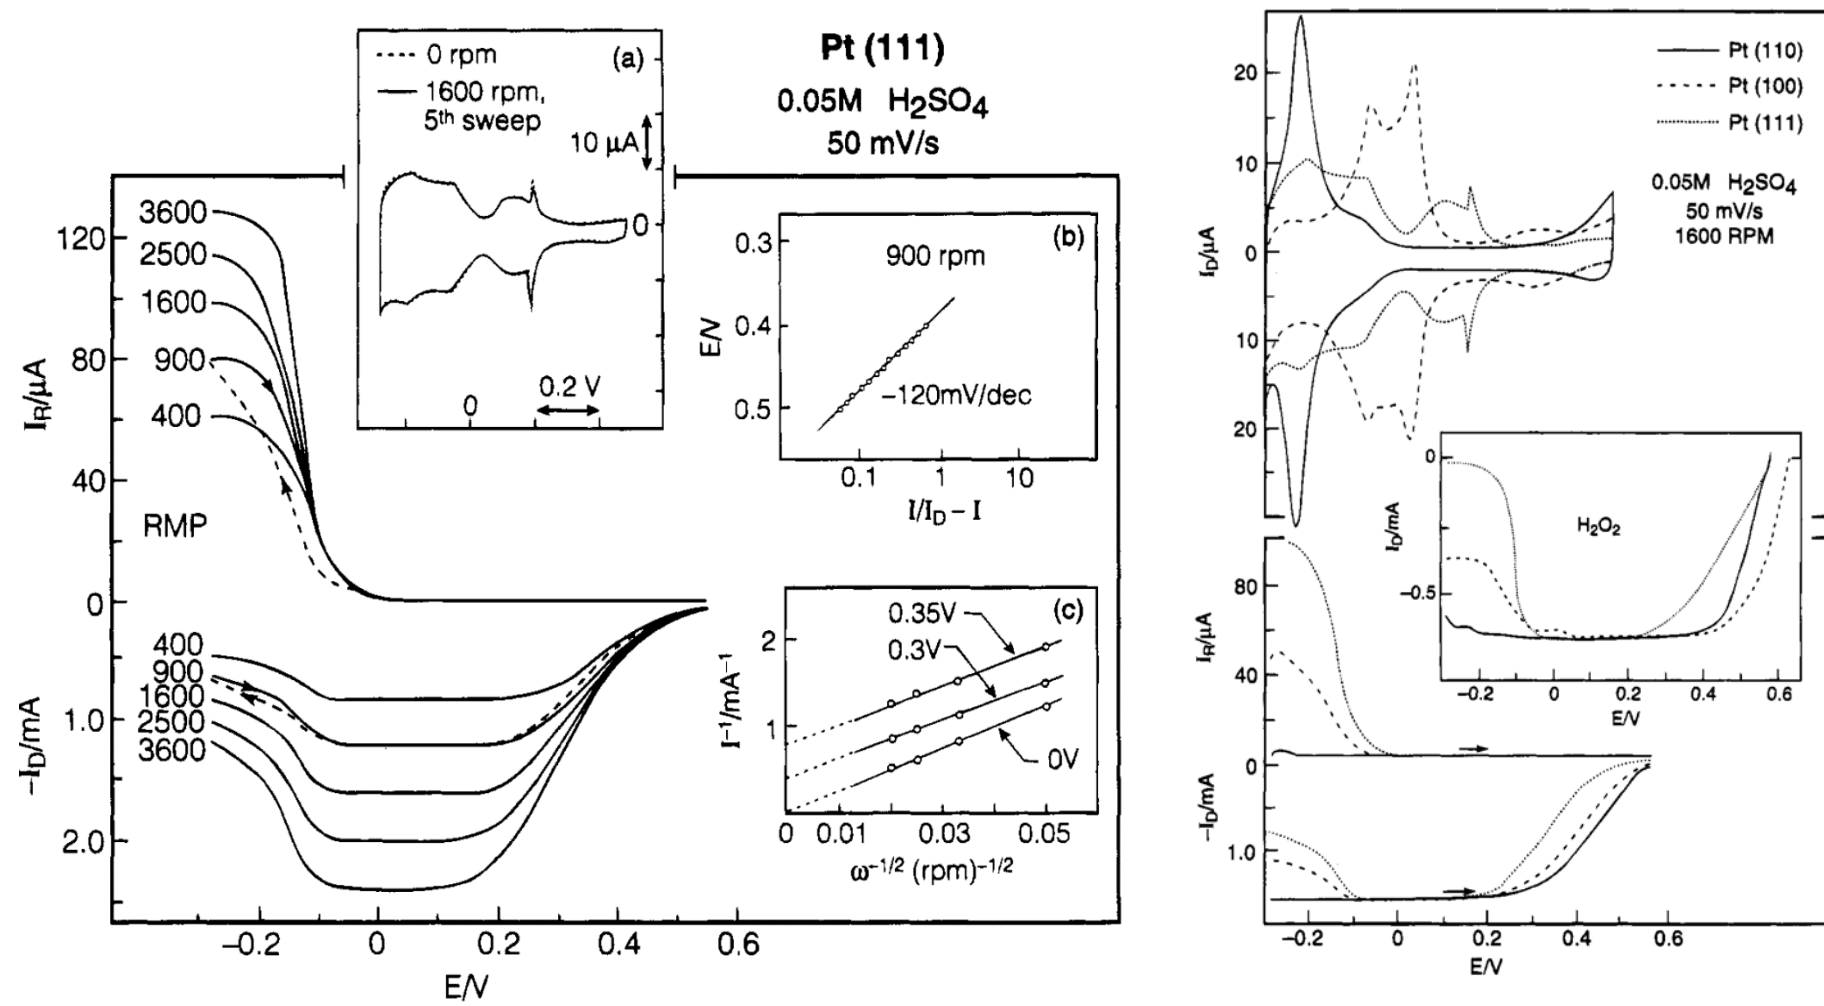 0 rpm
1600 rpm,
5th sweep
(a)
10 µA
0
0.2 V
0
Pt (111)
0.05M H2SO4
50 mV/s
3600
2500
1600
900
400
RMP
120
80
40
0
IR/µA
400
900
1600
2500
3600
1.0
2.0
–ID/mA
(b)
900 rpm
–120mV/dec
0.3
0.4
0.5
E/V
0.1 1 10
I/ID – I
(c)
0.35V
0.3V
0V
2
1
I–1/mA–1
0 0.01 0.03 0.05
ω–1/2 (rpm)–1/2
–0.2 0 0.2 0.4 0.6
E/V
Pt (110)
Pt (100)
Pt (111)
0.05M H2SO4
50 mV/s
1600 RPM
20
10
0
10
20
ID/µA
H2O2
0
–0.5
ID/mA
–0.2 0 0.2 0.4 0.6
E/V
80
40
0
IR/µA
1.0
–ID/mA
–0.2 0 0.2 0.4 0.6
E/V